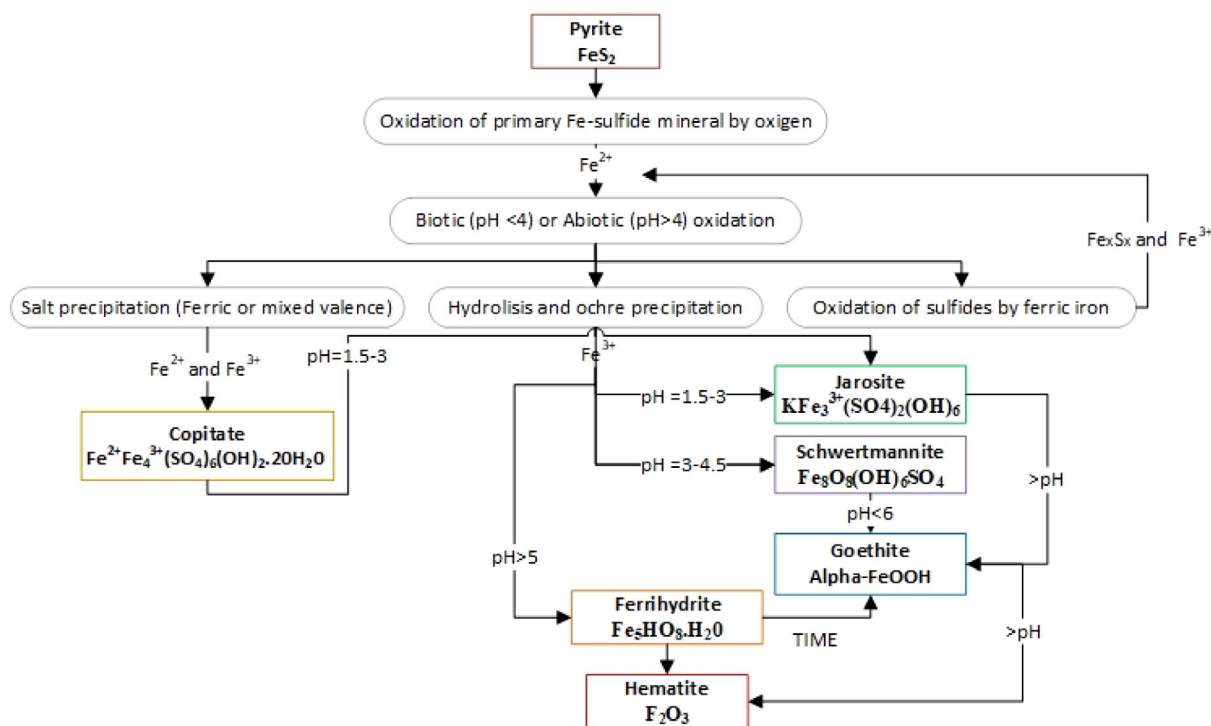 Pyrite
FeS₂
Oxidation of primary Fe-sulfide mineral by oxigen
Fe²⁺
Biotic (pH <4) or Abiotic (pH>4) oxidation
FeₓSₓ and Fe³⁺
Salt precipitation (Ferric or mixed valence)
Hydrolisis and ochre precipitation
Oxidation of sulfides by ferric iron
Fe²⁺ and Fe³⁺
pH=1.5-3
Fe³⁺
pH =1.5-3
Jarosite
KFe₃³⁺(SO4)₂(OH)₆
Copitate
Fe²⁺Fe₄³⁺(SO₄)₆(OH)₂.20H₂0
pH =3-4.5
Schwertmannite
Fe₈O₈(OH)₆SO₄
>pH
pH<6
pH>5
Goethite
Alpha-FeOOH
Ferrihydrite
Fe₅HO₈.H₂0
TIME
>pH
Hematite
F₂O₃